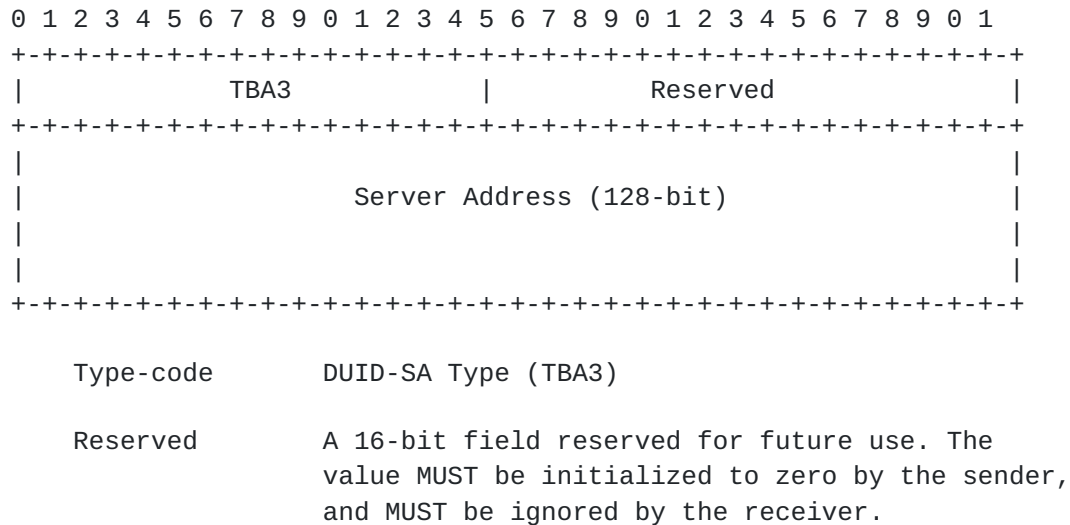 0 1 2 3 4 5 6 7 8 9 0 1 2 3 4 5 6 7 8 9 0 1 2 3 4 5 6 7 8 9 0 1
+-+-+-+-+-+-+-+-+-+-+-+-+-+-+-+-+-+-+-+-+-+-+-+-+-+-+-+-+-+-+-+-+
|             TBA3            |          Reserved               |
+-+-+-+-+-+-+-+-+-+-+-+-+-+-+-+-+-+-+-+-+-+-+-+-+-+-+-+-+-+-+-+-+
|                                                               |
|                     Server Address (128-bit)                  |
|                                                               |
|                                                               |
+-+-+-+-+-+-+-+-+-+-+-+-+-+-+-+-+-+-+-+-+-+-+-+-+-+-+-+-+-+-+-+-+
    Type-code       DUID-SA Type (TBA3)
    Reserved        A 16-bit field reserved for future use. The
                    value MUST be initialized to zero by the sender,
                    and MUST be ignored by the receiver.